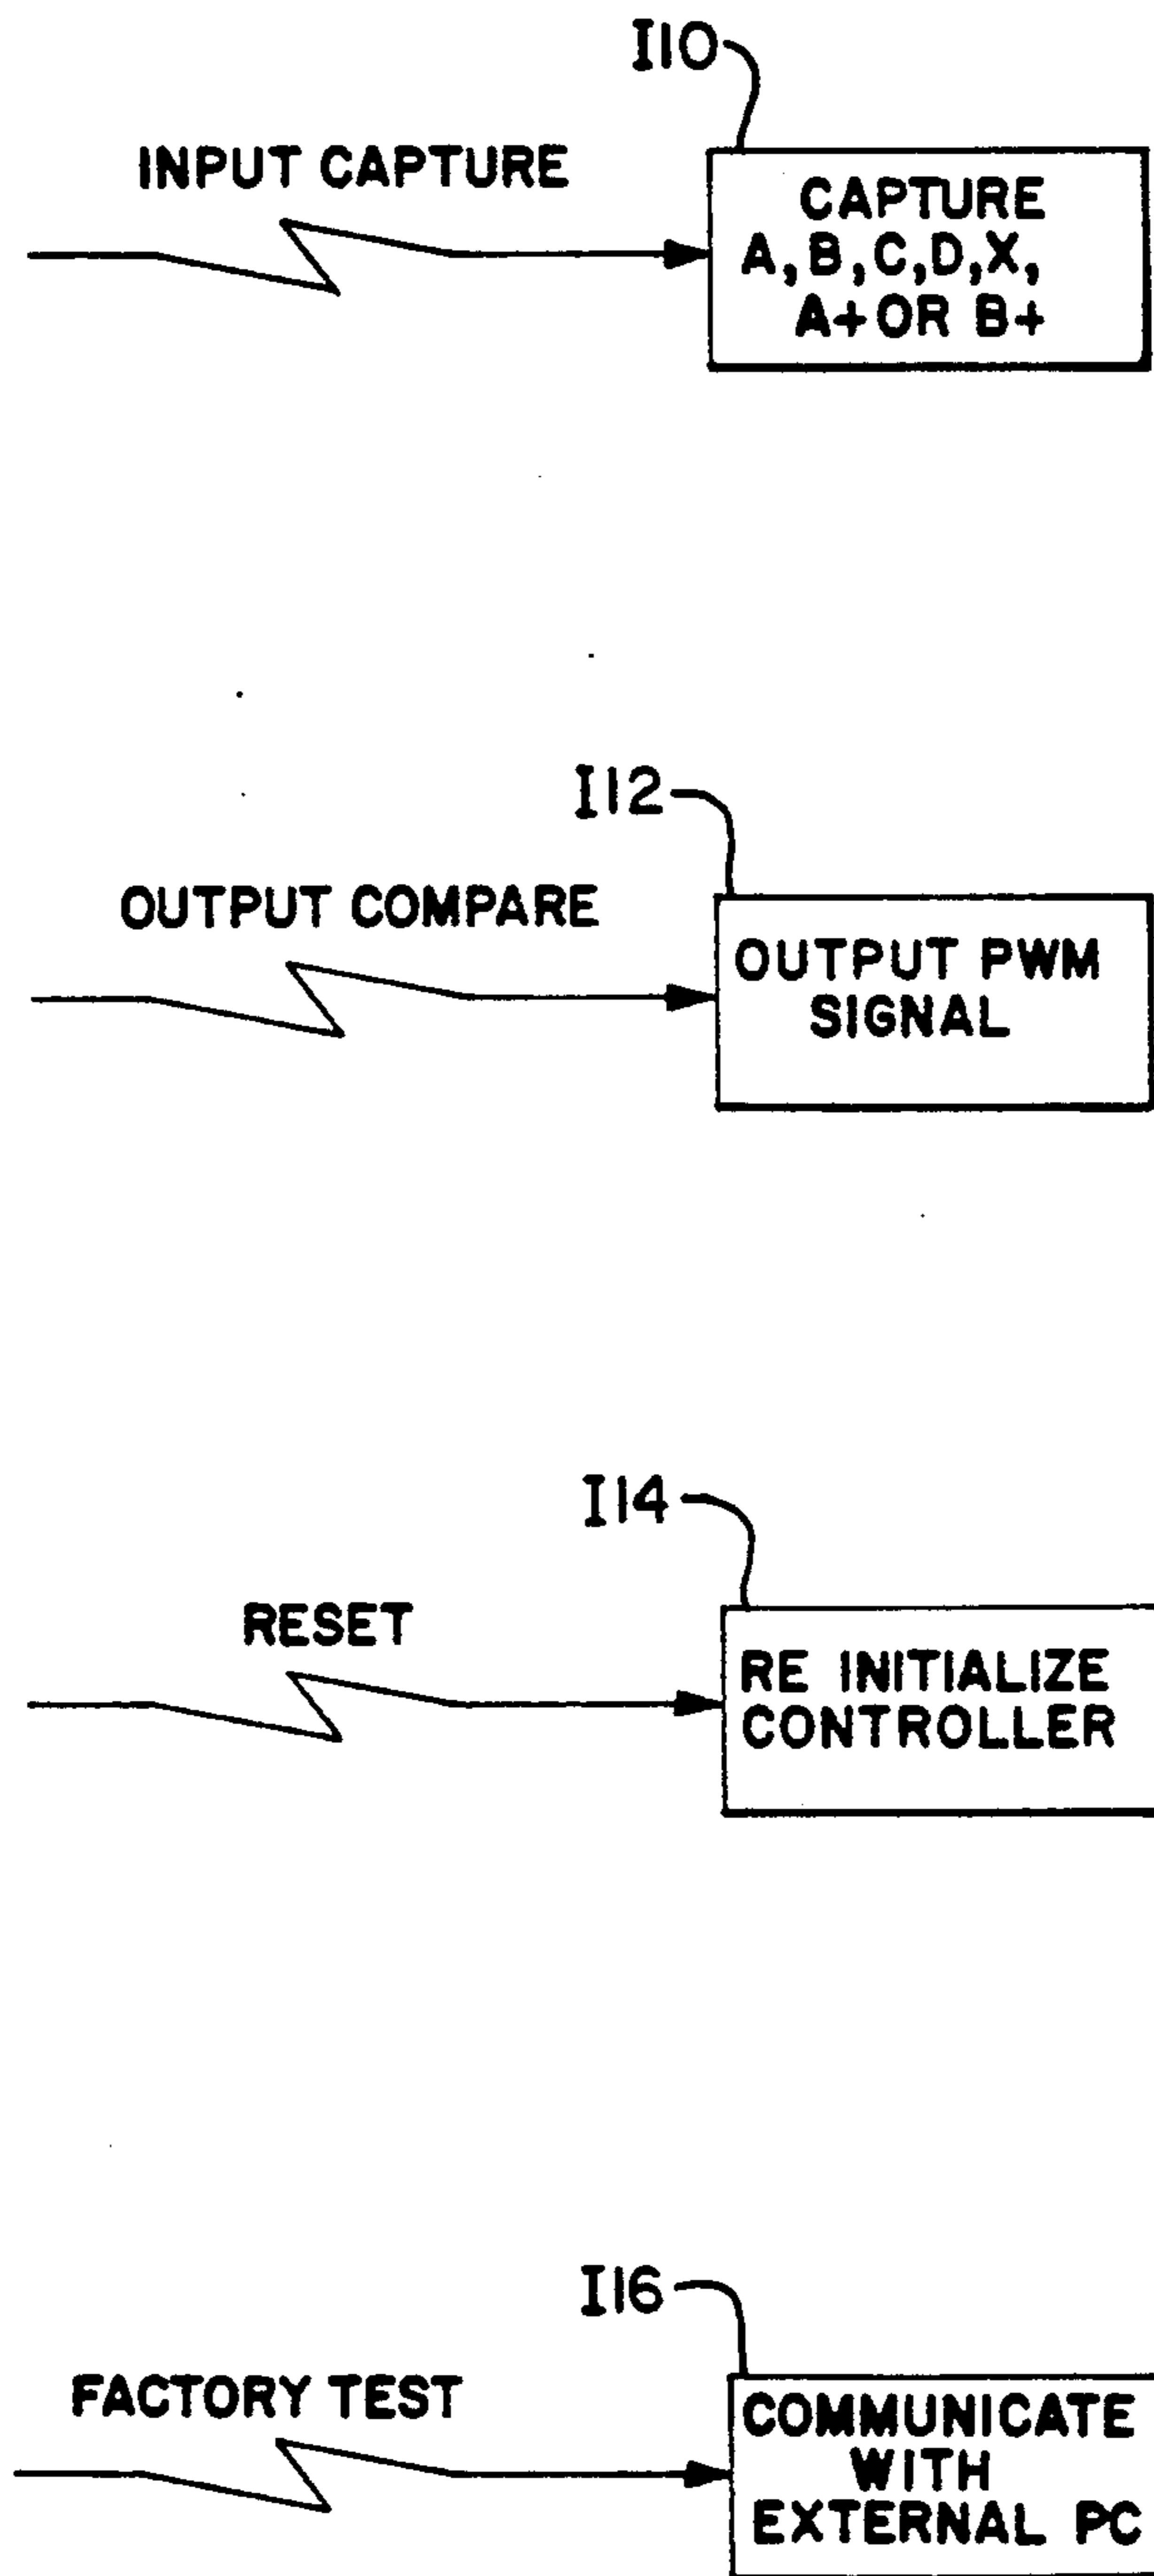 I10
INPUT CAPTURE
CAPTURE
A,B,C,D,X,
A+OR B+
I12
OUTPUT COMPARE
OUTPUT PWM
SIGNAL
I14
RESET
RE INITIALIZE
CONTROLLER
I16
FACTORY TEST
COMMUNICATE
WITH
EXTERNAL PC